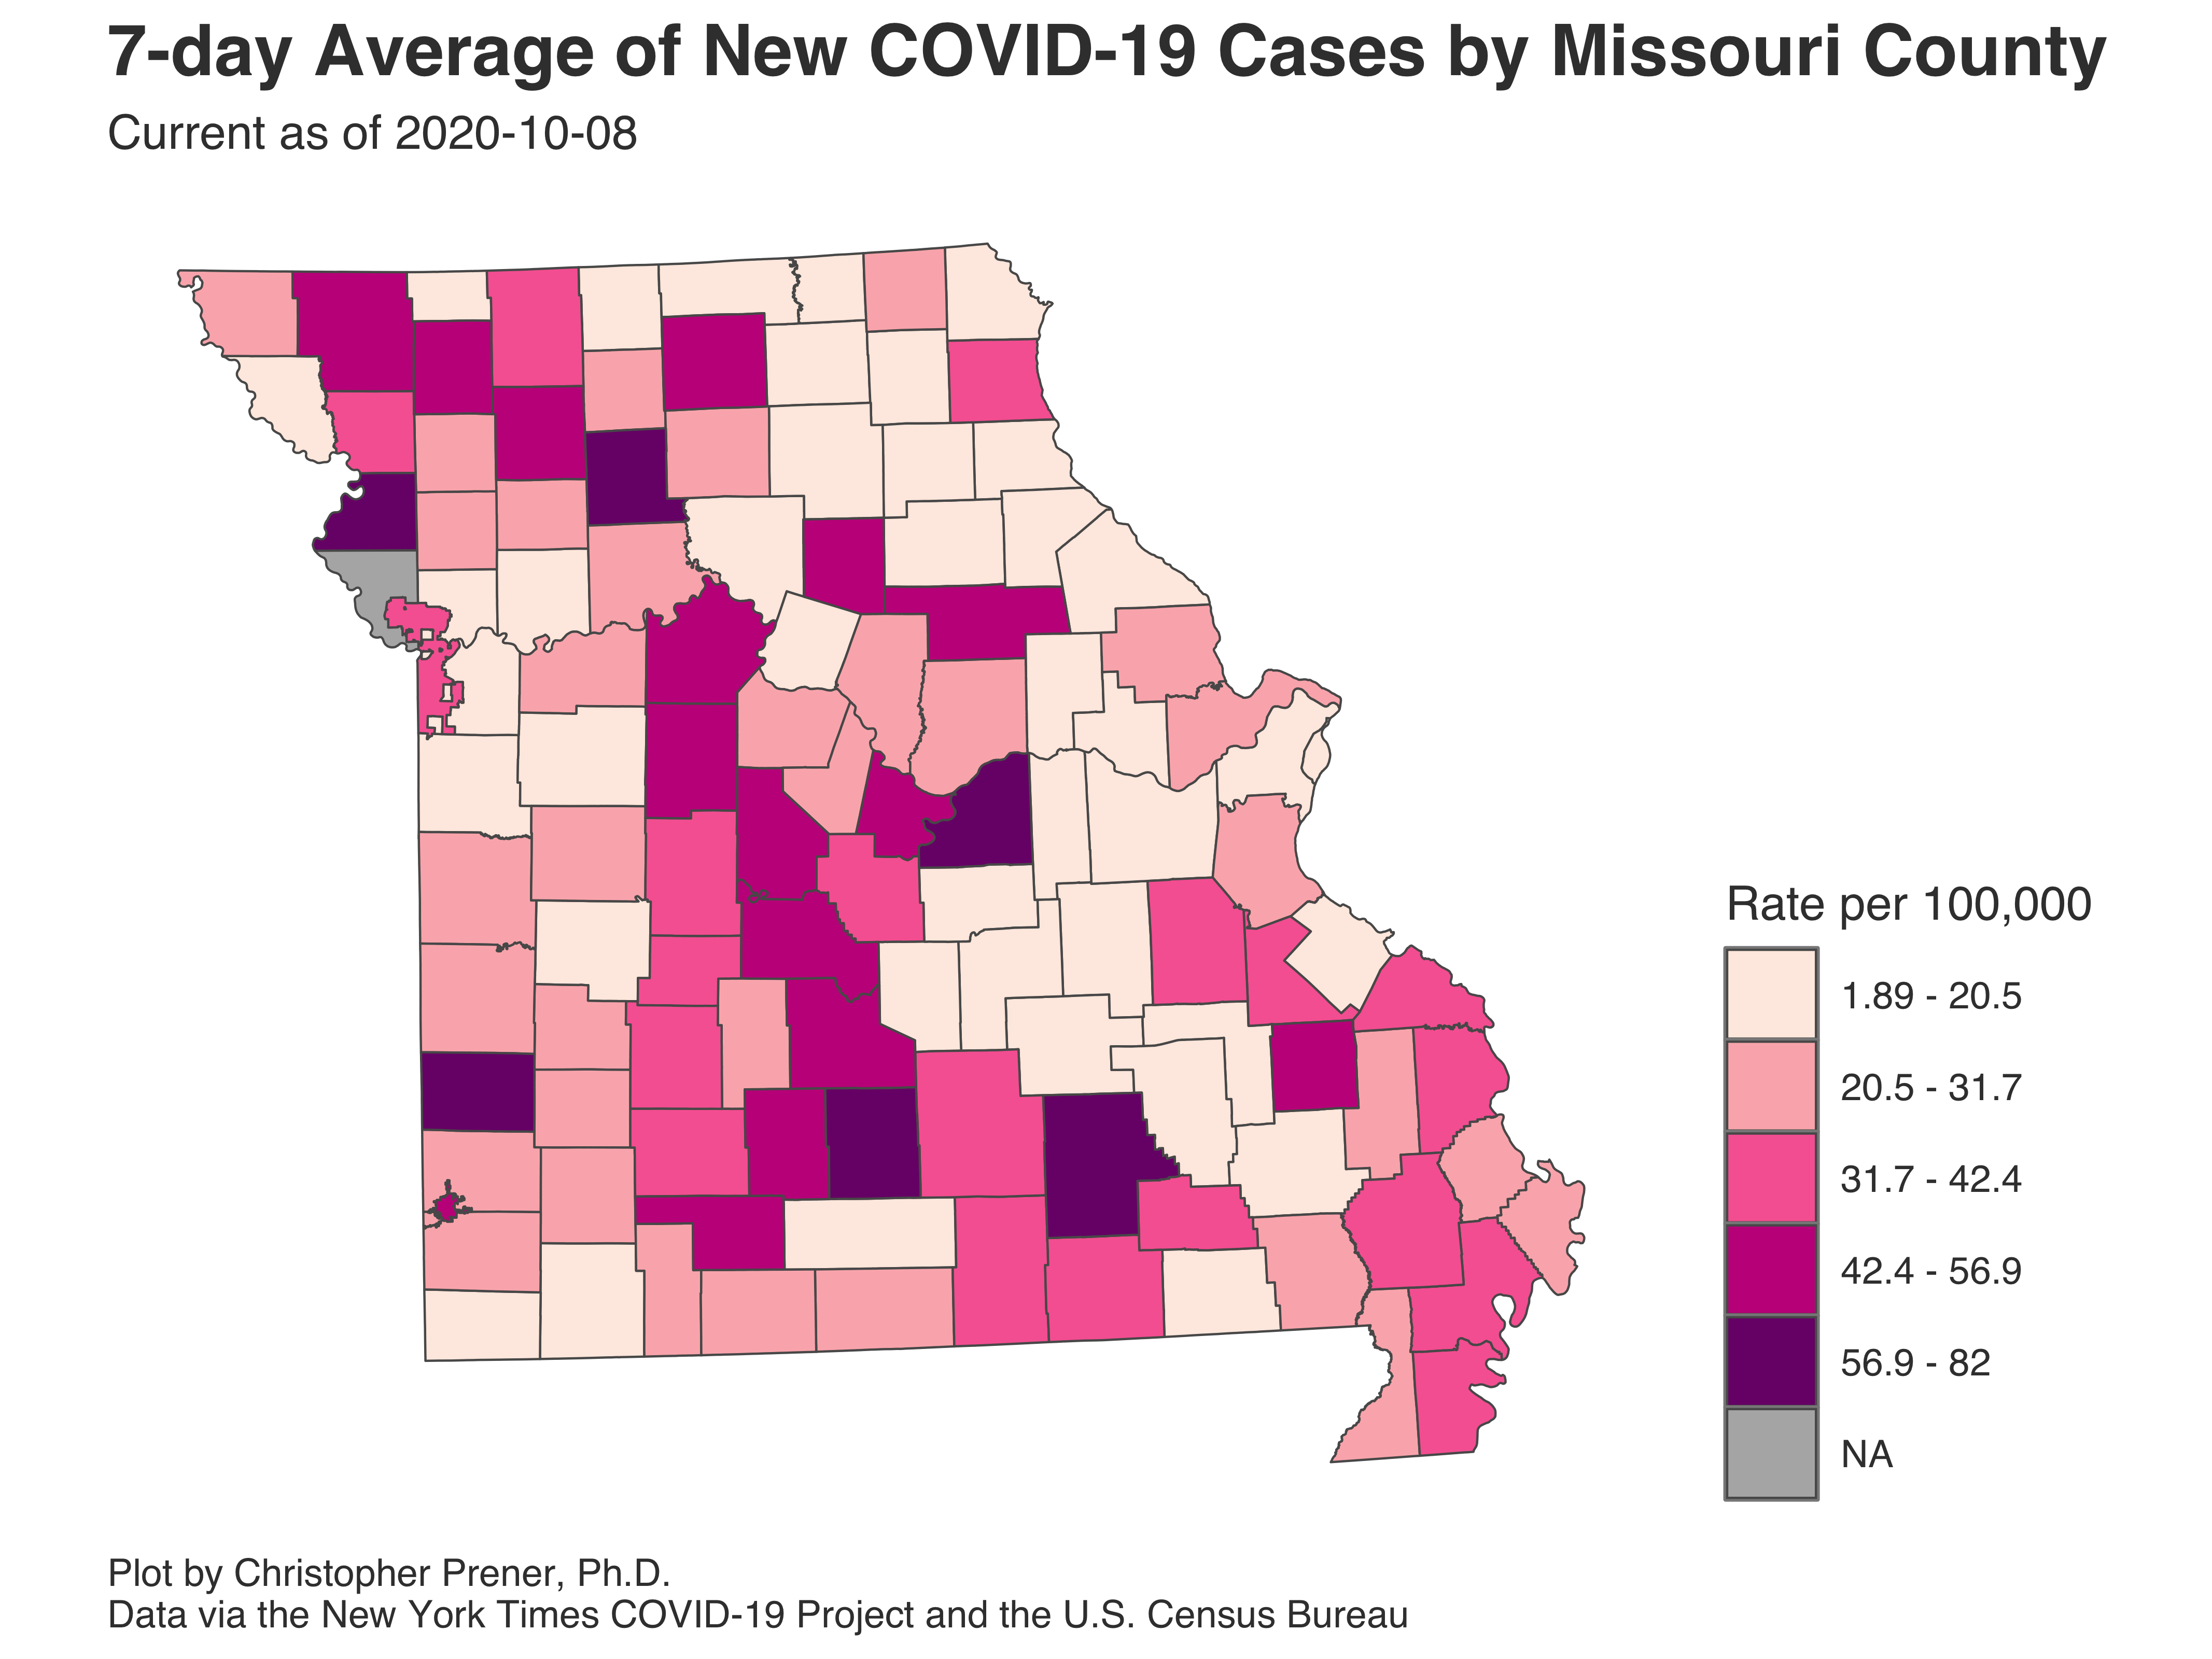 7-day Average of New COVID-19 Cases by Missouri County
Current as of 2020-10-08
Rate per 100,000
1.89 - 20.5
20.5 - 31.7
31.7 - 42.4
42.4 - 56.9
56.9 - 82
NA
Plot by Christopher Prener, Ph.D.
Data via the New York Times COVID-19 Project and the U.S. Census Bureau